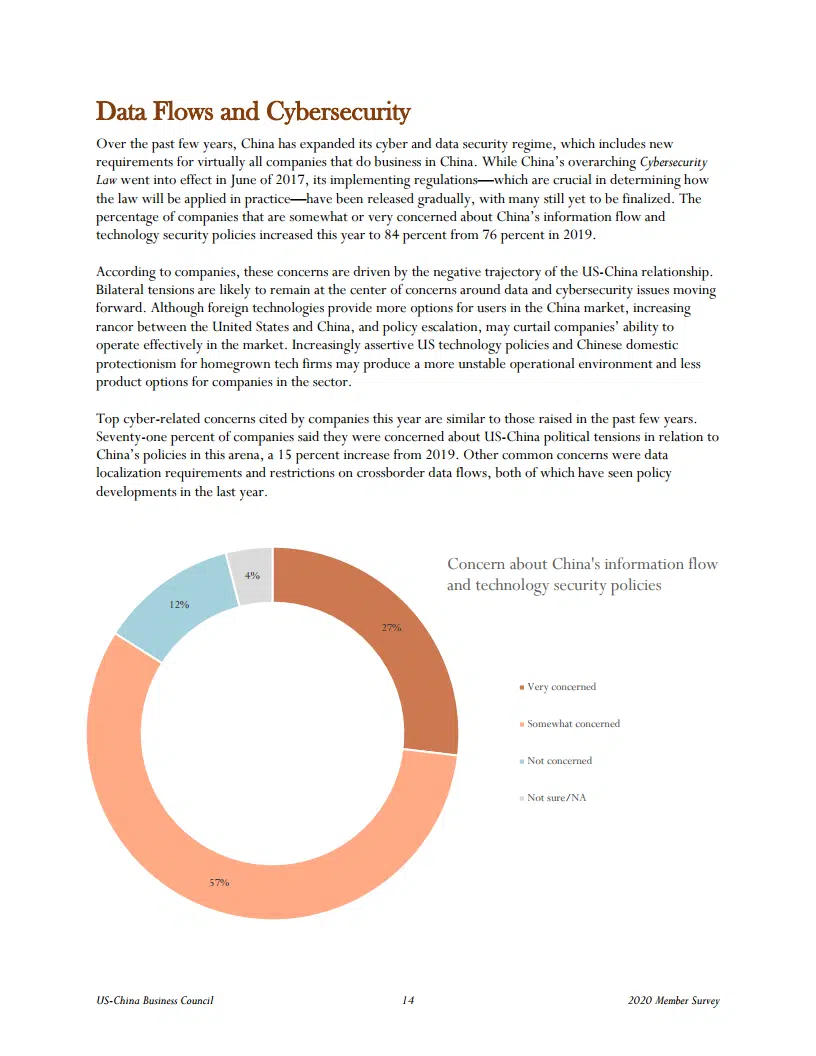 Data Flows and Cybersecurity
Over the past few years, China has expanded its cyber and data security regime, which includes new
requirements for virtually all companies that do business in China. While China's overarching Cybersecurity
Law went into effect in June of 2017, its implementing regulations—which are crucial in determining how
the law will be applied in practice—have been released gradually, with many still yet to be finalized. The
percentage of companies that are somewhat or very concerned about China's information flow and
technology security policies increased this year to 84 percent from 76 percent in 2019.
According to companies, these concerns are driven by the negative trajectory of the US-China relationship.
Bilateral tensions are likely to remain at the center of concerns around data and cybersecurity issues moving
forward. Although foreign technologies provide more options for users in the China market, increasing
rancor between the United States and China, and policy escalation, may curtail companies' ability to
operate effectively in the market. Increasingly assertive US technology policies and Chinese domestic
protectionism for homegrown tech firms may produce a more unstable operational environment and less
product options for companies in the sector.
Top cyber-related concerns cited by companies this year are similar to those raised in the past few years.
Seventy-one percent of companies said they were concerned about US-China political tensions in relation to
China's policies in this arena, a 15 percent increase from 2019. Other common concerns were data
localization requirements and restrictions on crossborder data flows, both of which have seen policy
developments in the last year.
Concern about China's information flow
and technology security policies
4%
12%
27%
57%
Very concerned
Somewhat concerned
Not concerned
Not sure/NA
US-China Business Council 14 2020 Member Survey